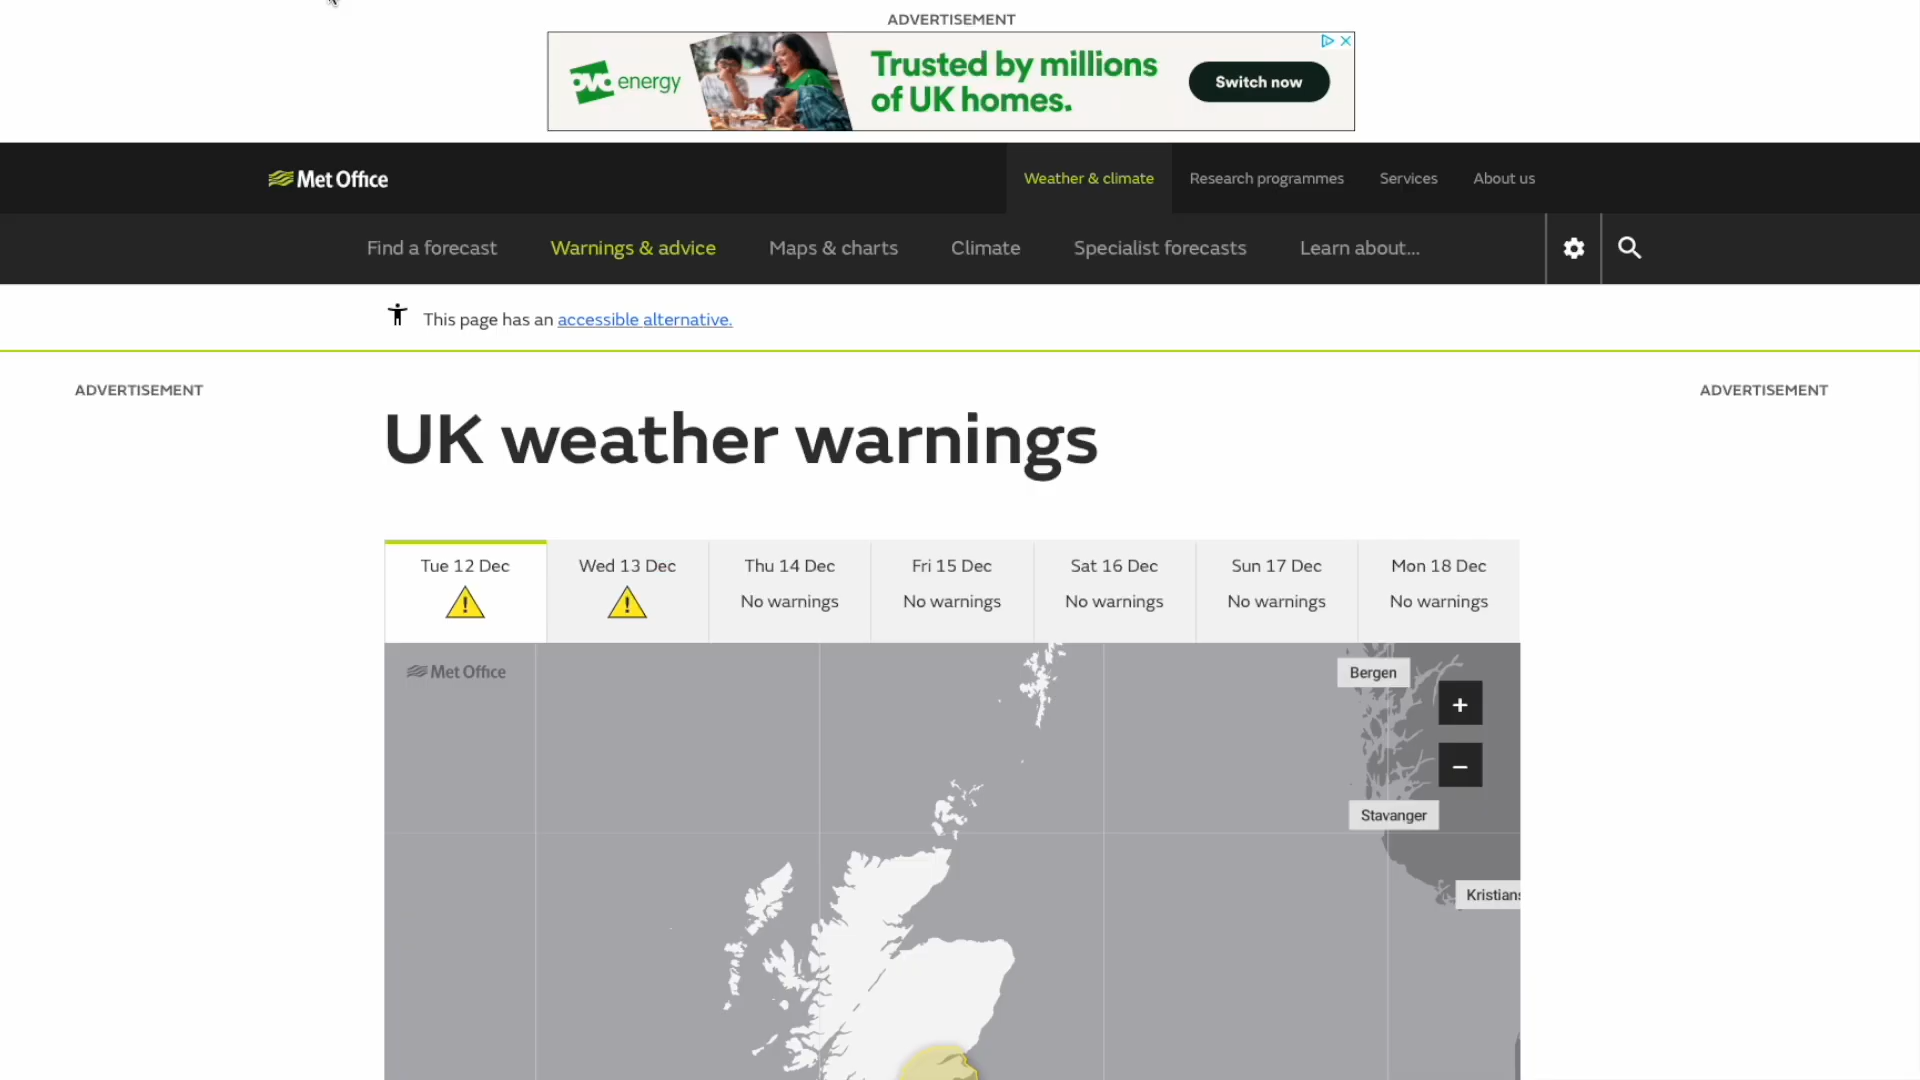 ADVERTISEMENT
ovo energy
Trusted by millions
of UK homes.
Switch now
Met Office
Weather & climate
Research programmes
Services
About us
Find a forecast
Warnings & advice
Maps & charts
Climate
Specialist forecasts
Learn about...
This page has an accessible alternative.
ADVERTISEMENT
ADVERTISEMENT
UK weather warnings
Tue 12 Dec
Wed 13 Dec
Thu 14 Dec
No warnings
Fri 15 Dec
No warnings
Sat 16 Dec
No warnings
Sun 17 Dec
No warnings
Mon 18 Dec
No warnings
Met Office
Bergen
+
−
Stavanger
Kristians